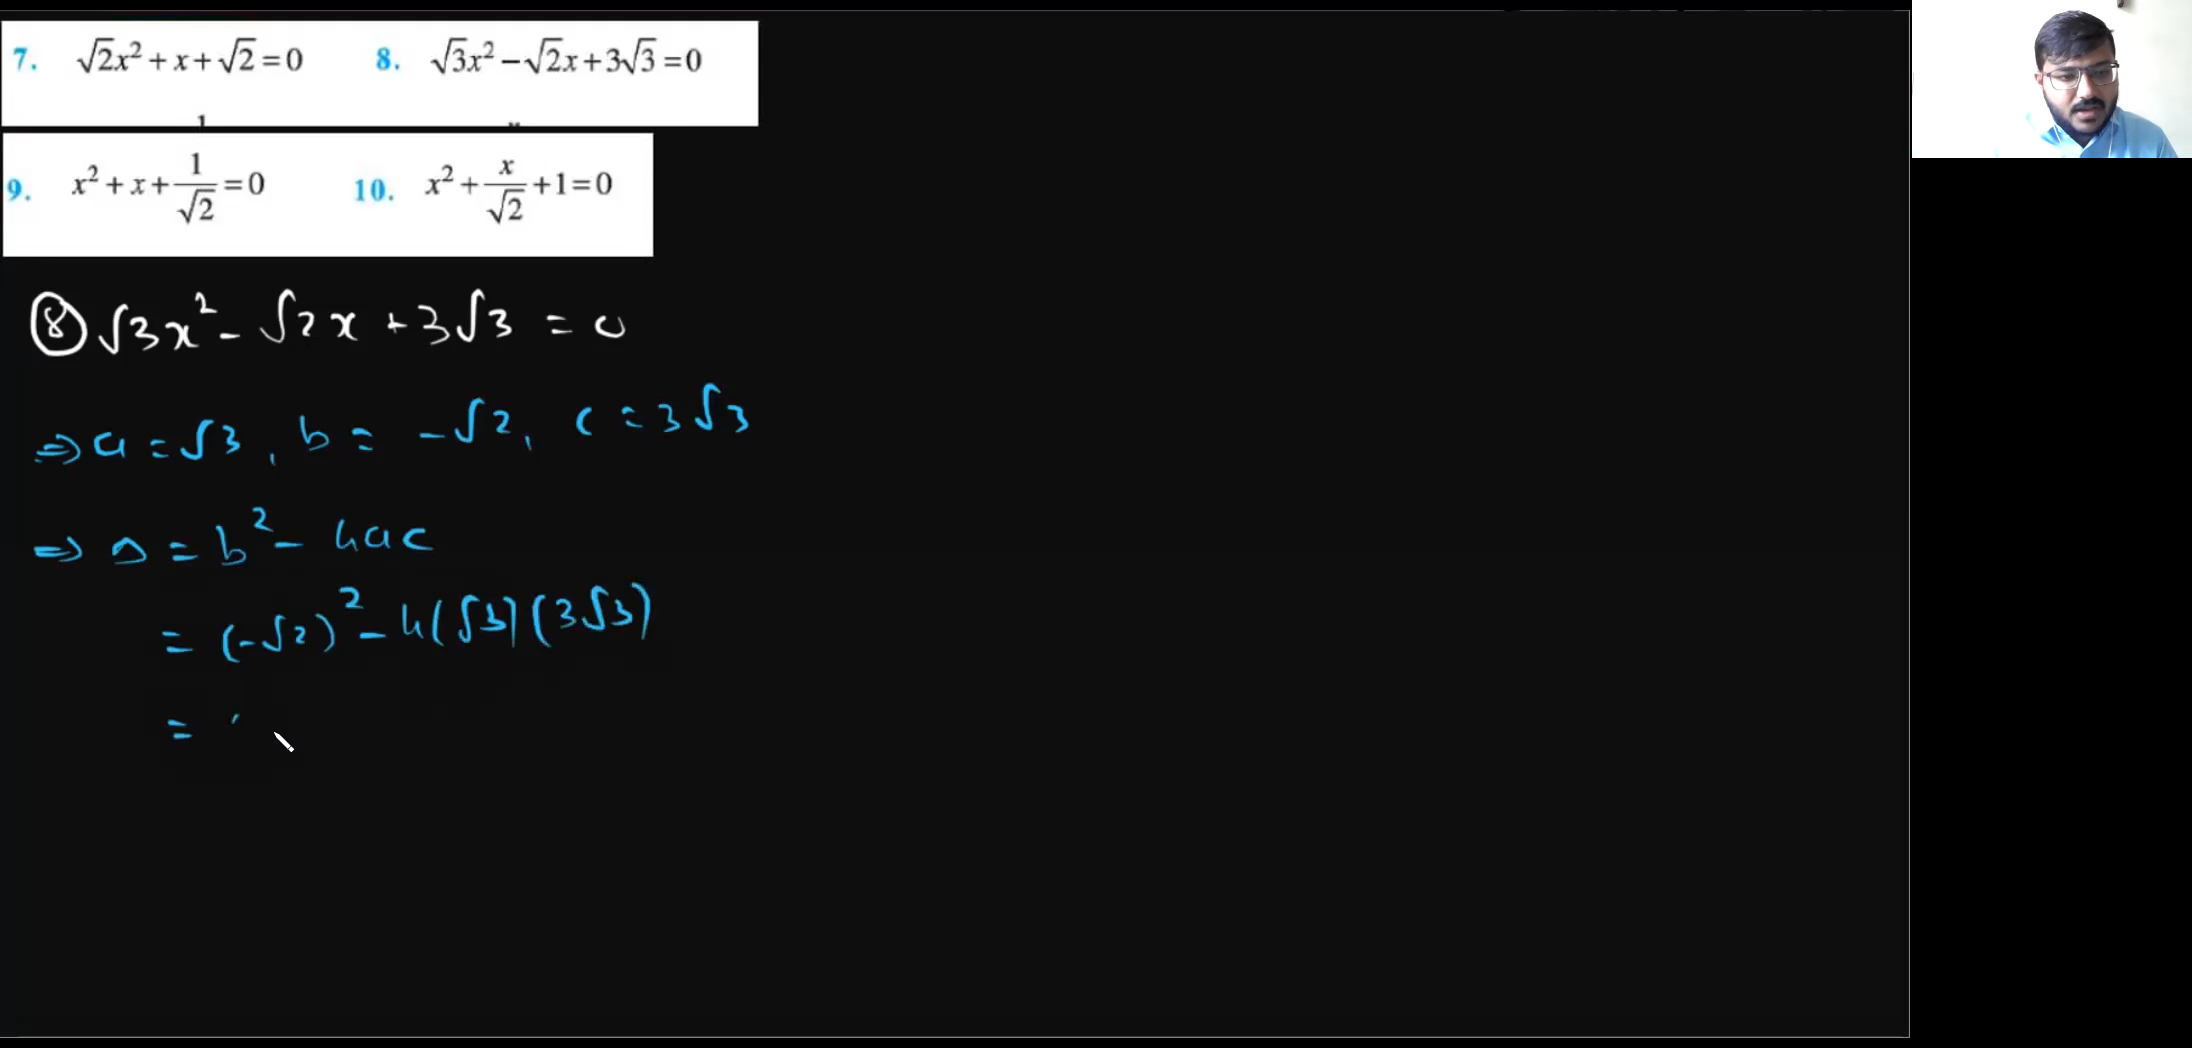 7. √2x² + x + √2 = 0 8. √3x² − √2x + 3√3 = 0
9. x² + x + 1/√2 = 0 10. x² + x/√2 + 1 = 0
⑧ √3x² − √2x + 3√3 = 0
⇒ a = √3, b = −√2, c = 3√3
⇒ D = b² − 4ac
= (−√2)² − 4(√3)(3√3)
=